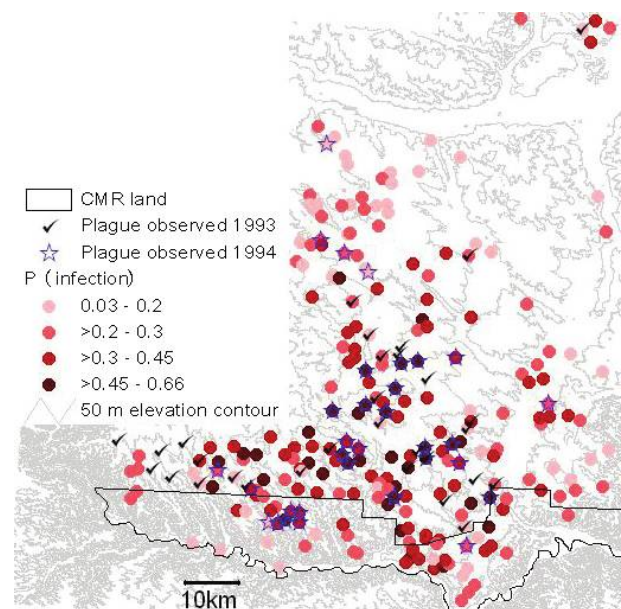 CMR land
Plague observed 1993
Plague observed 1994
P (infection)
0.03 - 0.2
>0.2 - 0.3
>0.3 - 0.45
>0.45 - 0.66
50 m elevation contour
10km